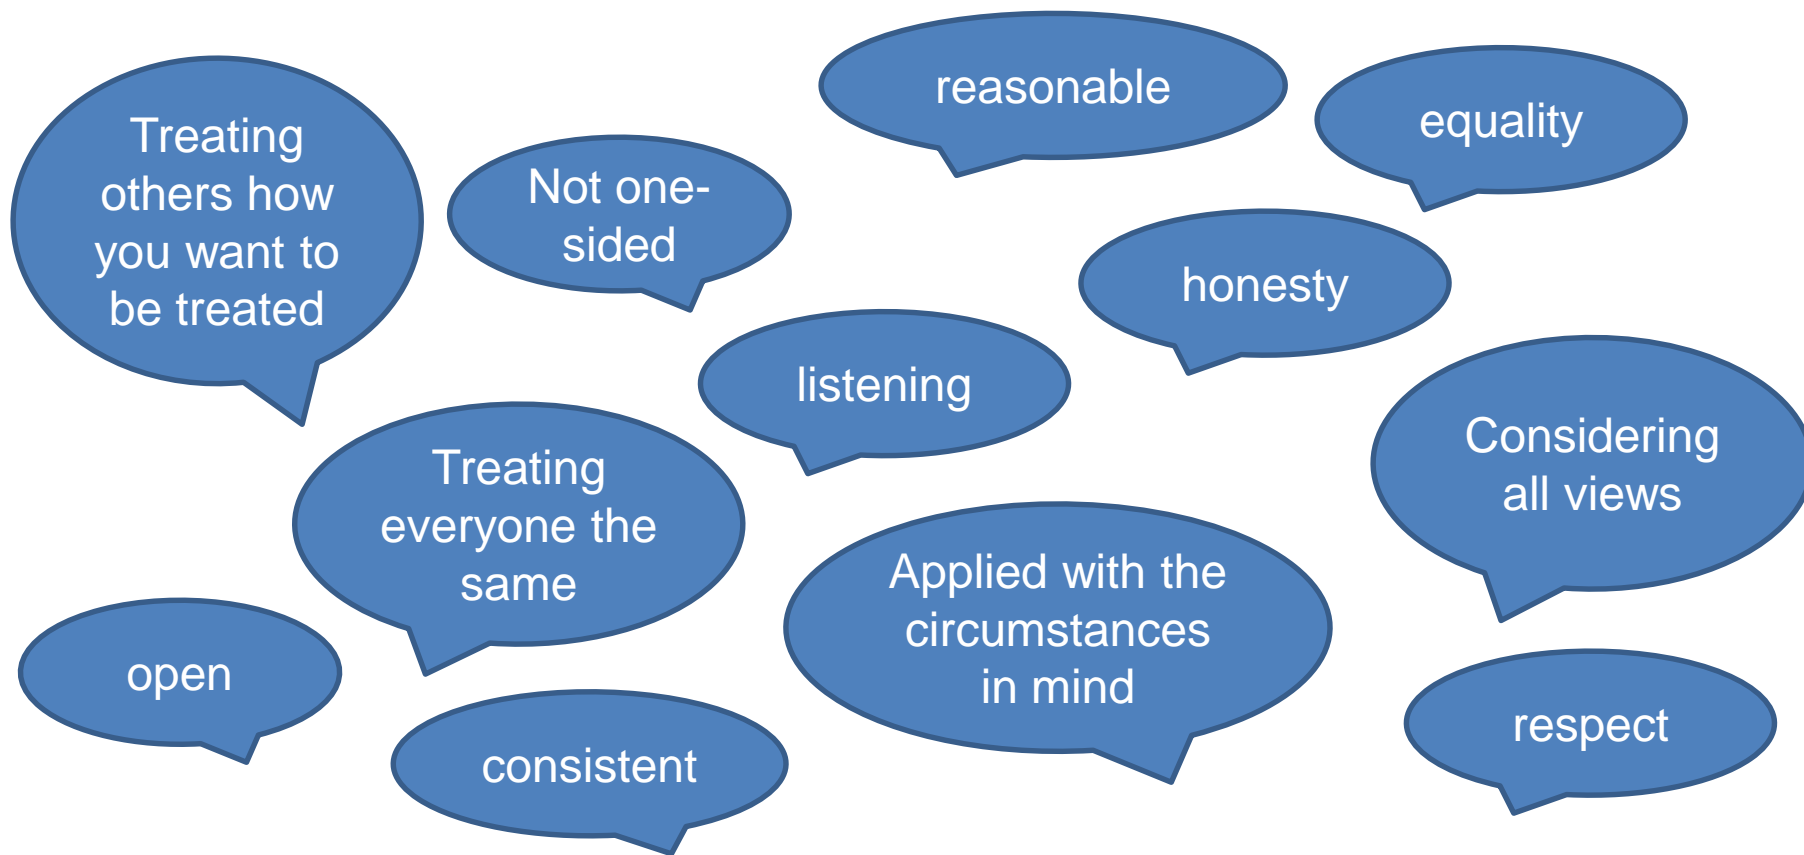 Treating
others how
you want to
be treated
Not one-
sided
reasonable
equality
honesty
listening
Considering
all views
Treating
everyone the
same
Applied with the
circumstances
in mind
open
consistent
respect